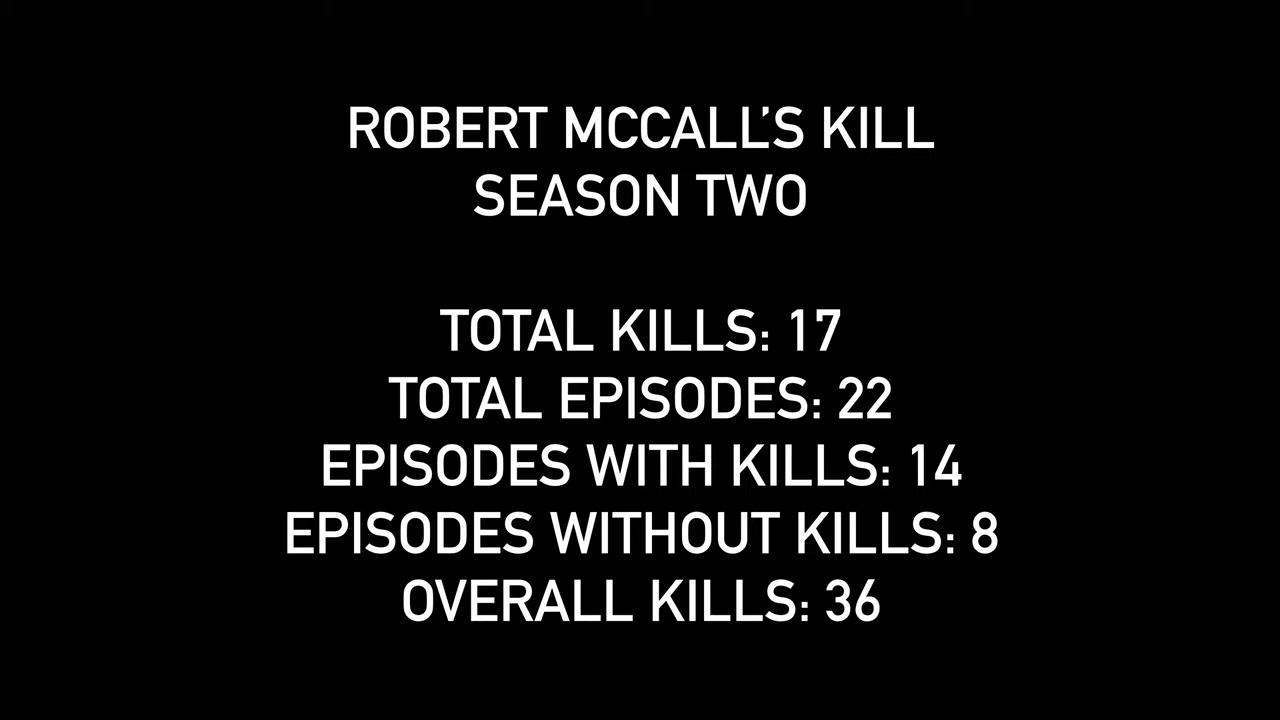 ROBERT MCCALL’S KILL
SEASON TWO
TOTAL KILLS: 17
TOTAL EPISODES: 22
EPISODES WITH KILLS: 14
EPISODES WITHOUT KILLS: 8
OVERALL KILLS: 36